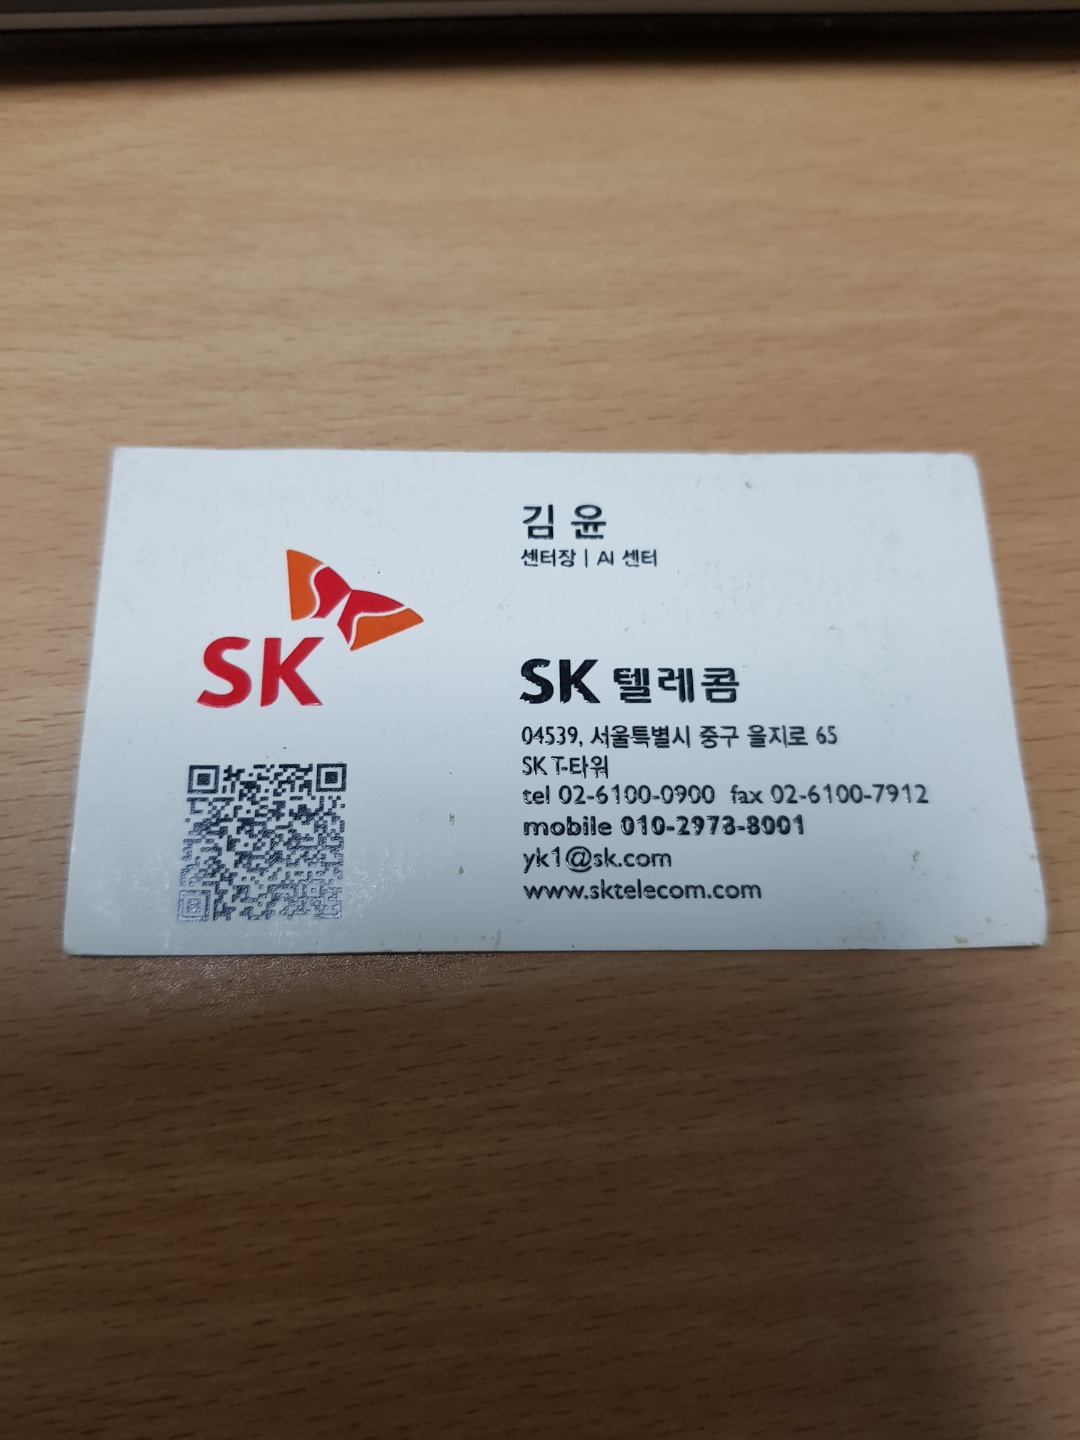 SK
김 윤
센터장 | AI 센터
SK 텔레콤
04539, 서울특별시 중구 을지로 65
SK T-타워
tel 02-6100-0900 fax 02-6100-7912
mobile 010-2973-8001
yk1@sk.com
www.sktelecom.com